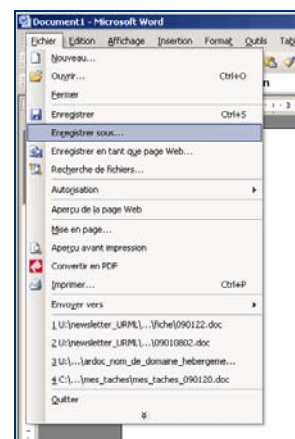 Document1 - Microsoft Word
Fichier Edition Affichage Insertion Format Outils Tab
Nouveau...
Ouvrir... Ctrl+O
Fermer
Enregistrer Ctrl+S
Enregistrer sous...
Enregistrer en tant que page Web...
Recherche de fichiers...
Autorisation
Aperçu de la page Web
Mise en page...
Aperçu avant impression
Convertir en PDF
Imprimer... Ctrl+P
Envoyer vers
1 U:\newsletter_URML\...\fiche\090122.doc
2 U:\newsletter_URML\...\09010802.doc
3 U:\...\ardoc_nom_de_domaine_hebergeme...
4 C:\...\mes_taches\mes_taches_090120.doc
Quitter